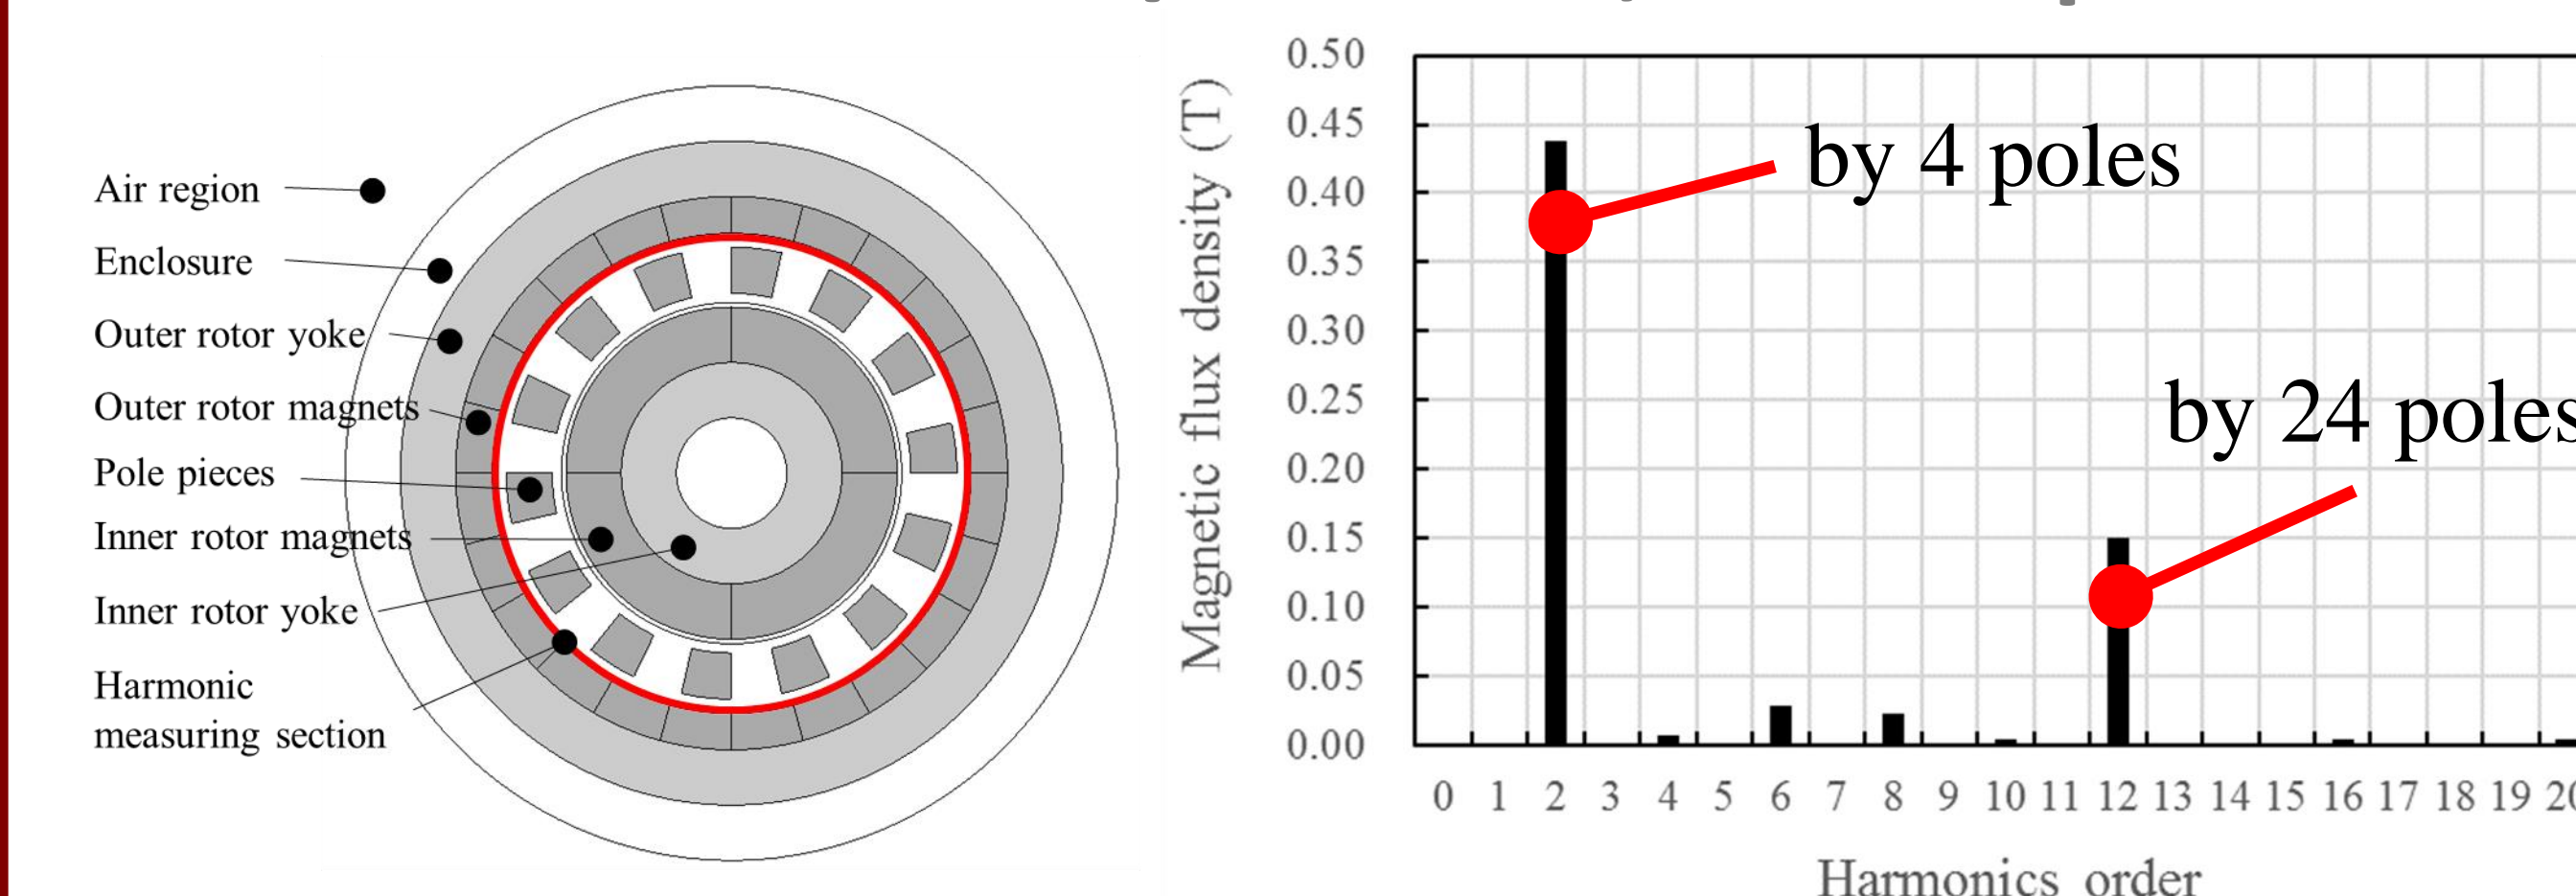 Air region
Enclosure
Outer rotor yoke
Outer rotor magnets
Pole pieces
Inner rotor magnets
Inner rotor yoke
Harmonic
measuring section
Magnetic flux density (T)
0.50
0.45
0.40
0.35
0.30
0.25
0.20
0.15
0.10
0.05
0.00
by 4 poles
by 24 poles
0 1 2 3 4 5 6 7 8 9 10 11 12 13 14 15 16 17 18 19 20
Harmonics order